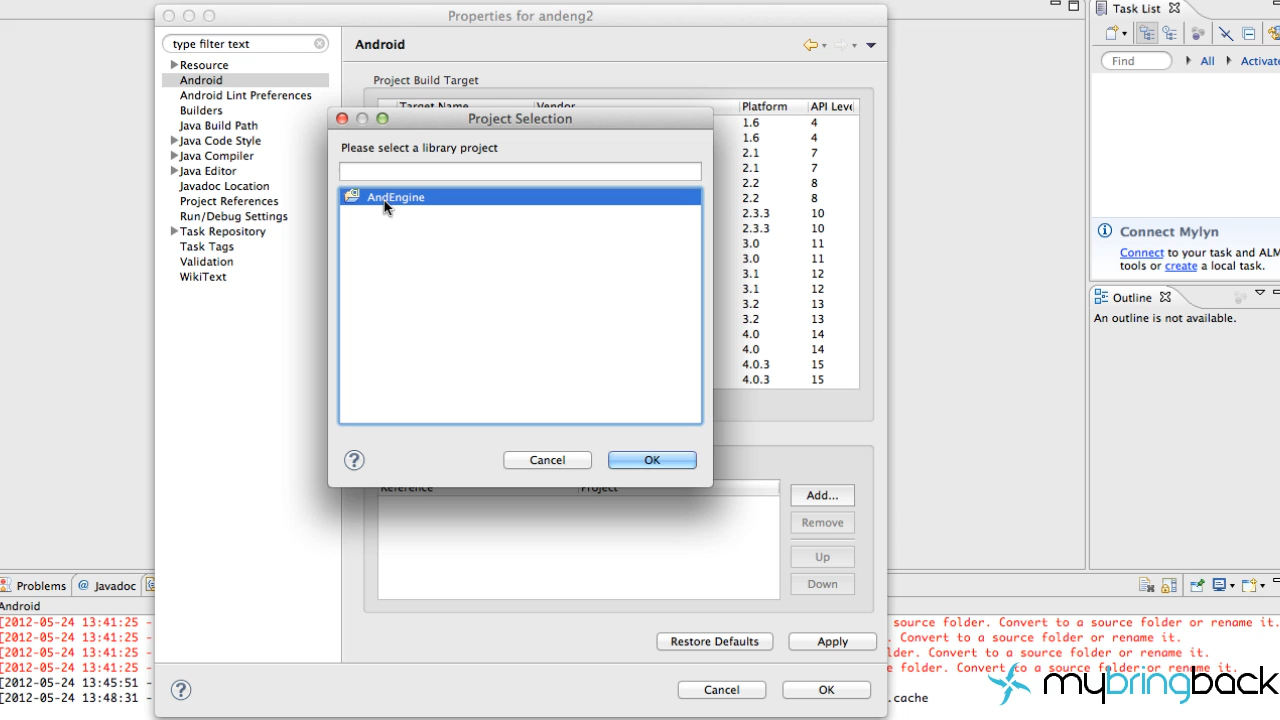 Properties for andeng2
type filter text
Resource
Android
Android Lint Preferences
Builders
Java Build Path
Java Code Style
Java Compiler
Java Editor
Javadoc Location
Project References
Run/Debug Settings
Task Repository
Task Tags
Validation
WikiText
Android
Project Build Target
Target Name Vendor Platform API Leve
1.6 4
1.6 4
2.1 7
2.1 7
2.2 8
2.2 8
2.3.3 10
2.3.3 10
3.0 11
3.0 11
3.1 12
3.1 12
3.2 13
3.2 13
4.0 14
4.0 14
4.0.3 15
4.0.3 15
Project Selection
Please select a library project
AndEngine
?
Cancel
OK
Reference Project
Add...
Remove
Up
Down
Restore Defaults
Apply
?
Cancel
OK
Task List
Find
All
Activate
Connect Mylyn
Connect to your task and ALM
tools or create a local task.
Outline
An outline is not available.
Problems
@ Javadoc
Android
[2012-05-24 13:41:25 - source folder. Convert to a source folder or rename it.
[2012-05-24 13:41:25 - . Convert to a source folder or rename it.
[2012-05-24 13:41:25 - lder. Convert to a source folder or rename it.
[2012-05-24 13:41:25 - e folder. Convert to a source folder or rename it.
[2012-05-24 13:45:51 -
[2012-05-24 13:48:31 - .cache
mybringback